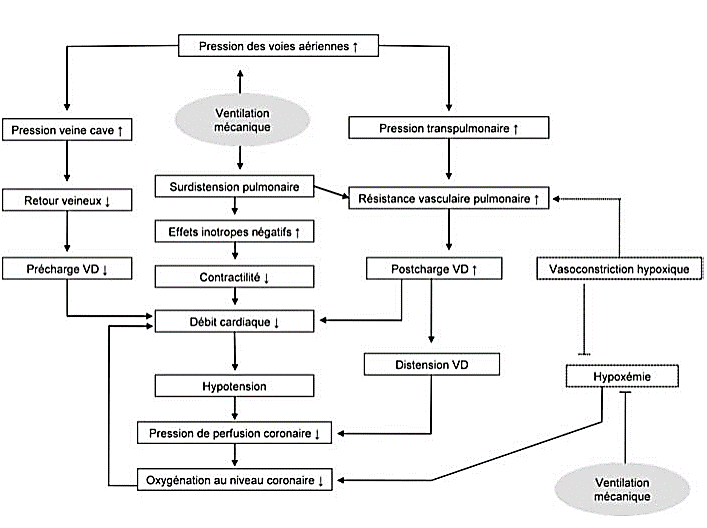 Pression des voies aériennes ↑
Ventilation
mécanique
Pression veine cave ↑
Pression transpulmonaire ↑
Surdistension pulmonaire
Retour veineux ↓
Résistance vasculaire pulmonaire ↑
Effets inotropes négatifs ↑
Précharge VD ↓
Contractilité ↓
Postcharge VD ↑
Vasoconstriction hypoxique
Débit cardiaque ↓
Distension VD
Hypotension
Hypoxémie
Pression de perfusion coronaire ↓
Oxygénation au niveau coronaire ↓
Ventilation
mécanique